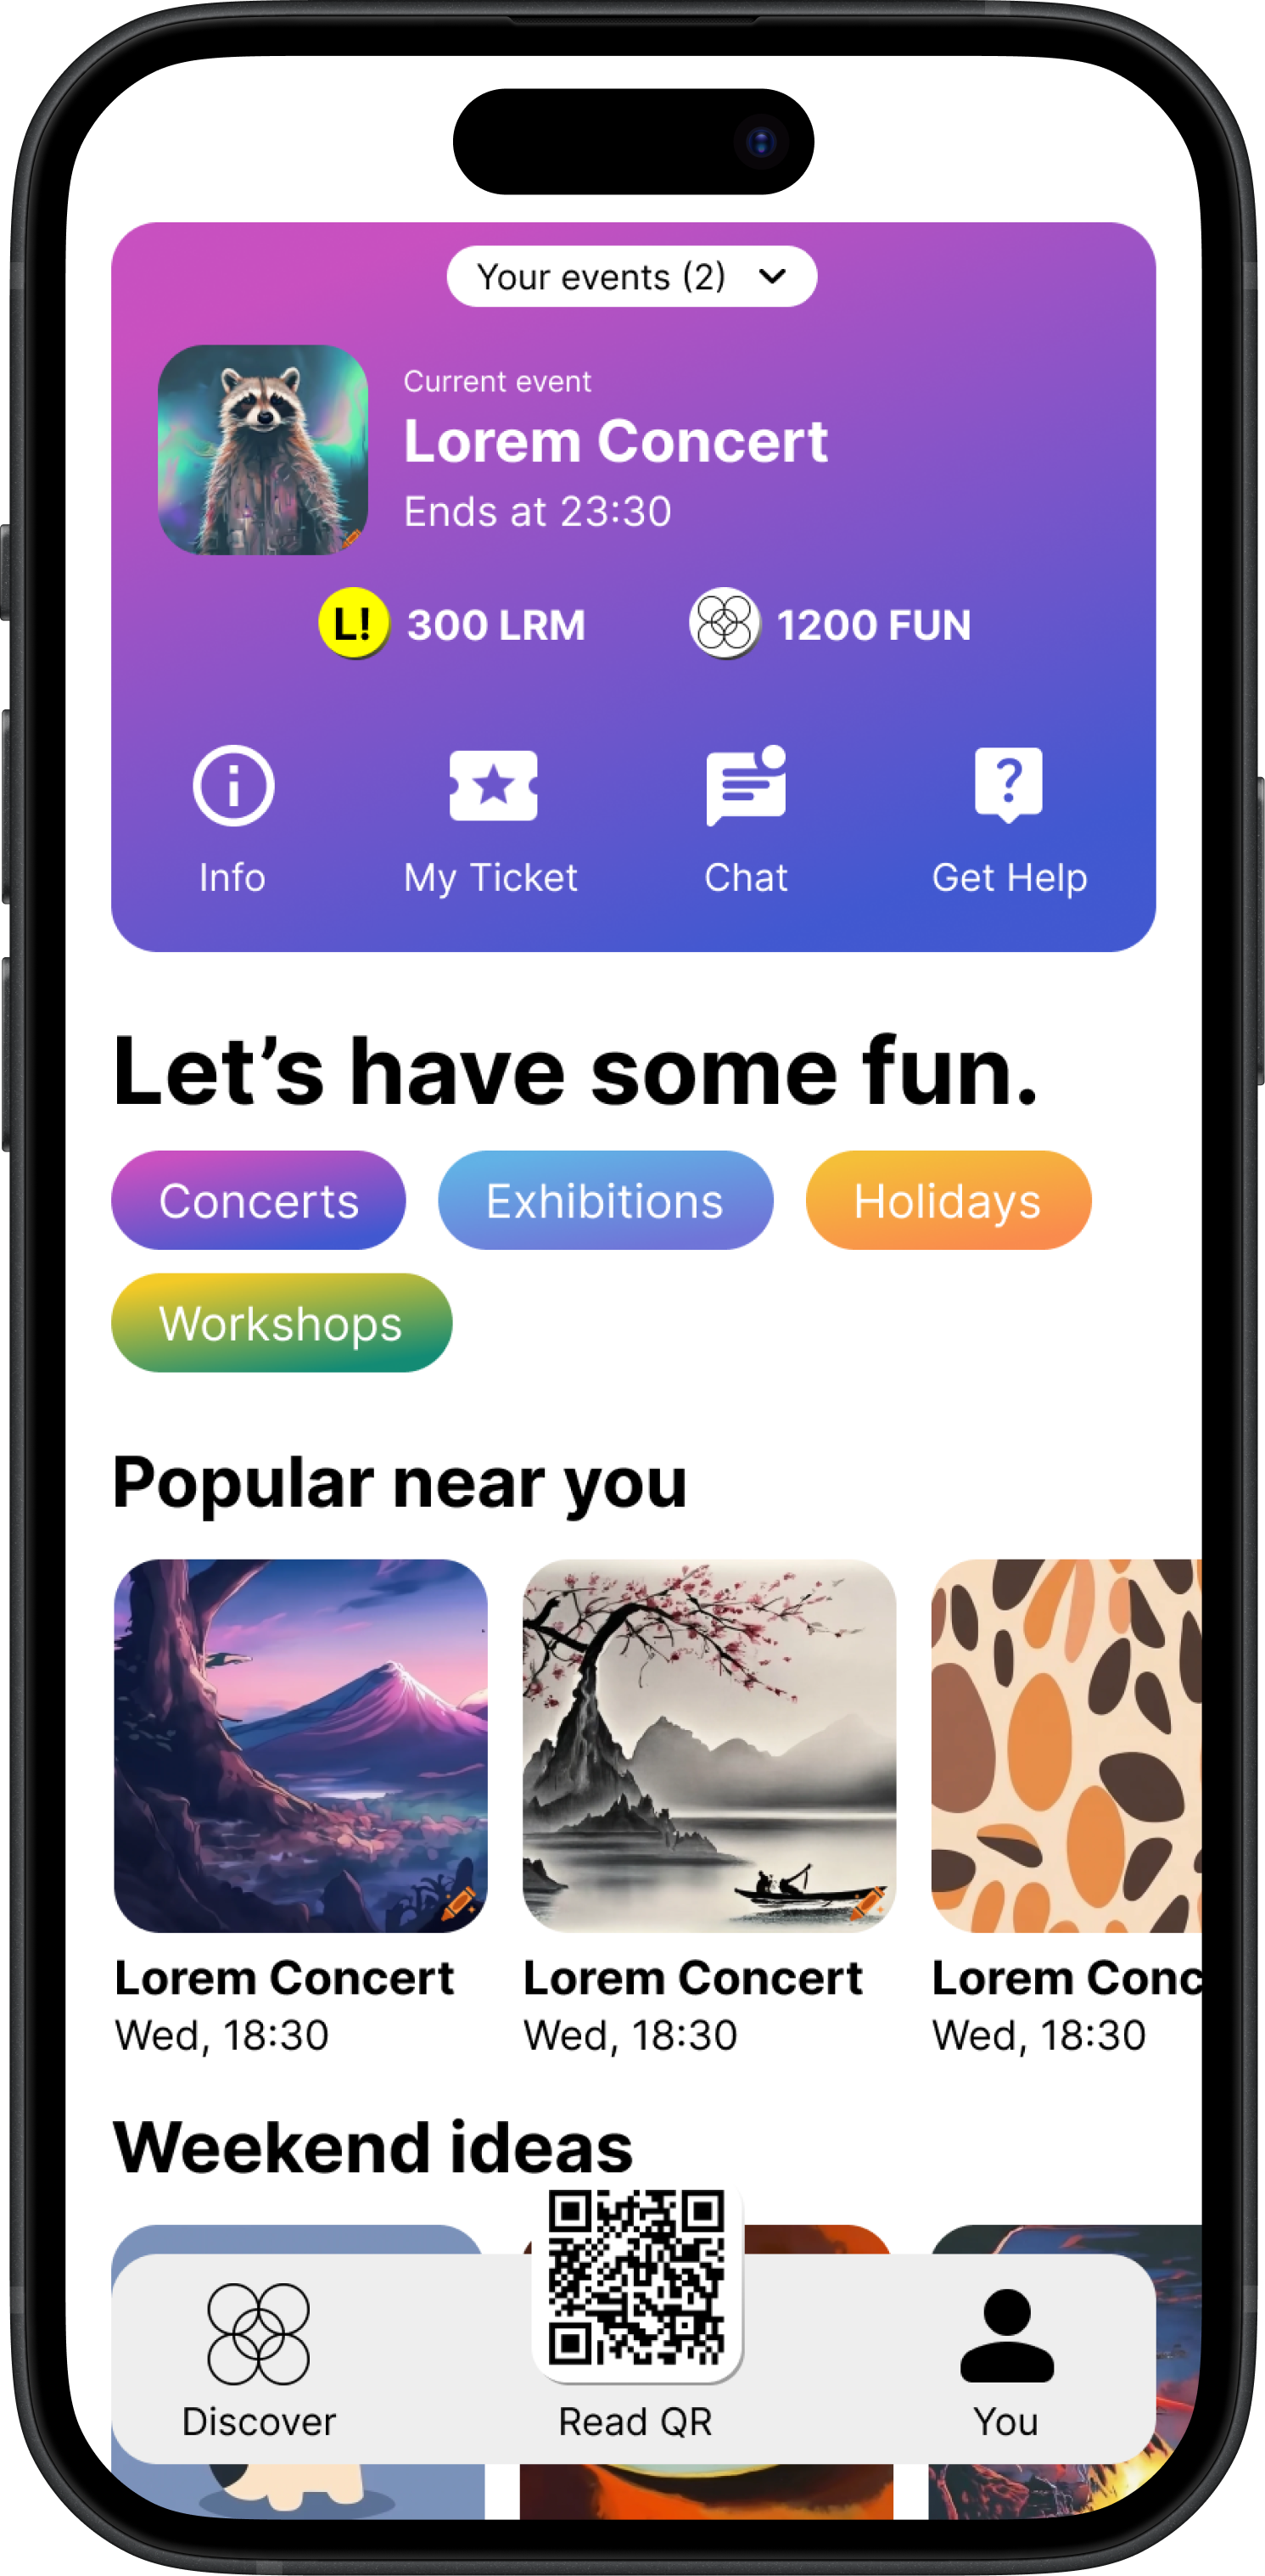 Your events (2)
Current event
Lorem Concert
Ends at 23:30
L! 300 LRM 1200 FUN
Info My Ticket Chat Get Help
Let’s have some fun.
Concerts Exhibitions Holidays
Workshops
Popular near you
Lorem Concert Lorem Concert Lorem Conc
Wed, 18:30 Wed, 18:30 Wed, 18:30
Weekend ideas
Discover Read QR You